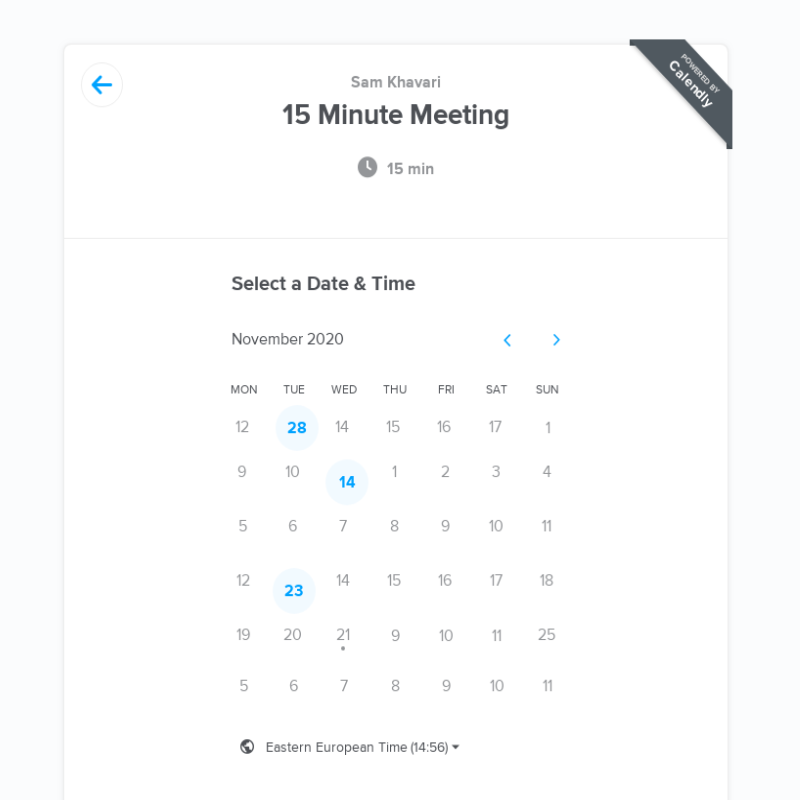 POWERED BY
Calendly
Sam Khavari
15 Minute Meeting
15 min
Select a Date & Time
November 2020
MON TUE WED THU FRI SAT SUN
12 28 14 15 16 17 1
9 10 14 1 2 3 4
5 6 7 8 9 10 11
12 23 14 15 16 17 18
19 20 21 9 10 11 25
5 6 7 8 9 10 11
Eastern European Time (14:56)